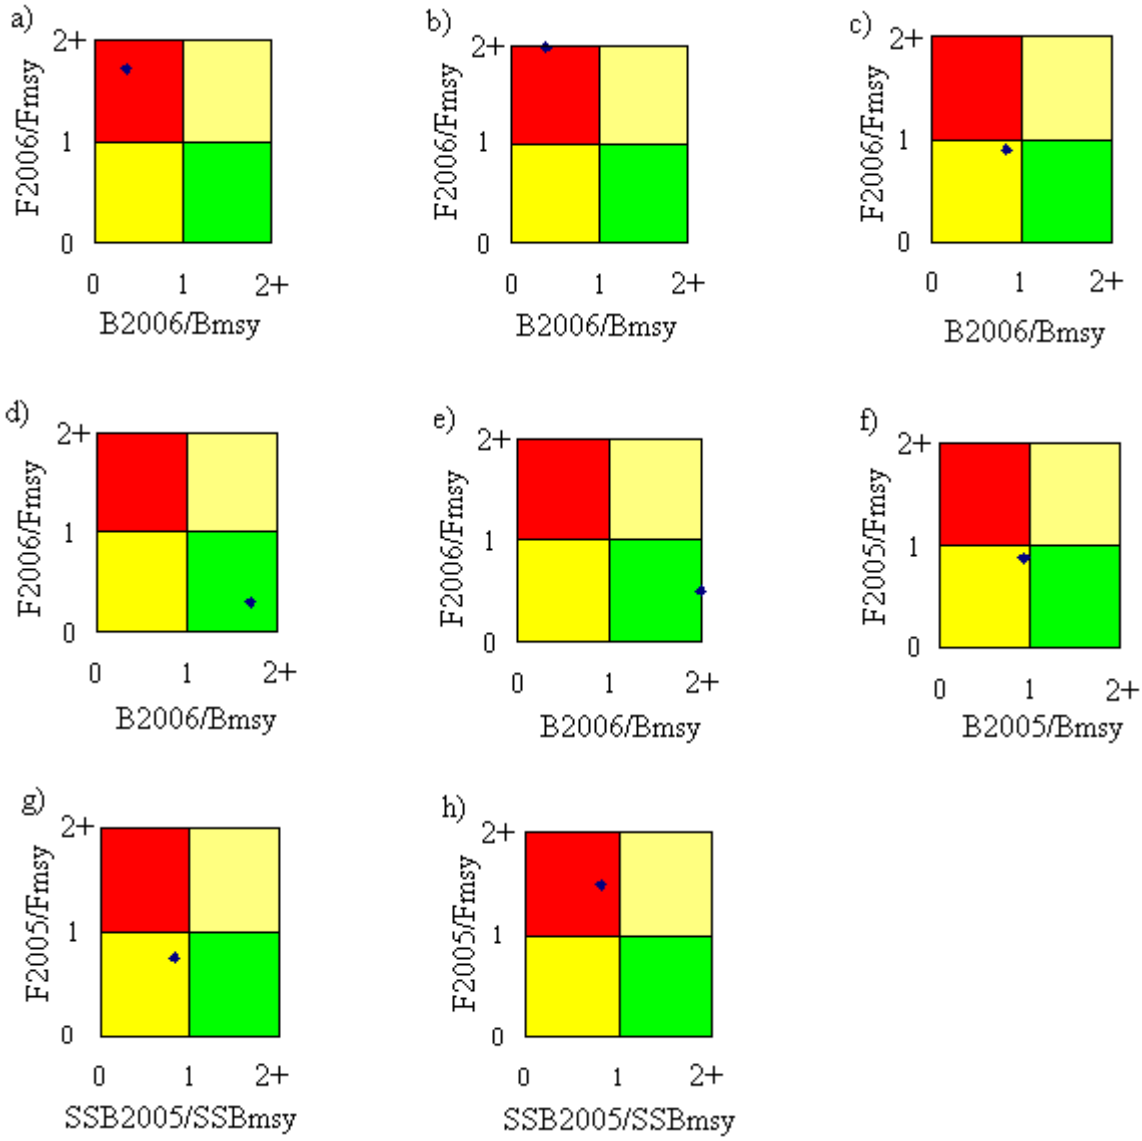 a)
2+
1
0
F2006/Fmsy
0 1 2+
B2006/Bmsy
b)
2+
1
0
F2006/Fmsy
0 1 2+
B2006/Bmsy
c)
2+
1
0
F2006/Fmsy
0 1 2+
B2006/Bmsy
d)
2+
1
0
F2006/Fmsy
0 1 2+
B2006/Bmsy
e)
2+
1
0
F2006/Fmsy
0 1 2+
B2006/Bmsy
f)
2+
1
0
F2005/Fmsy
0 1 2+
B2005/Bmsy
g)
2+
1
0
F2005/Fmsy
0 1 2+
SSB2005/SSBmsy
h)
2+
1
0
F2005/Fmsy
0 1 2+
SSB2005/SSBmsy